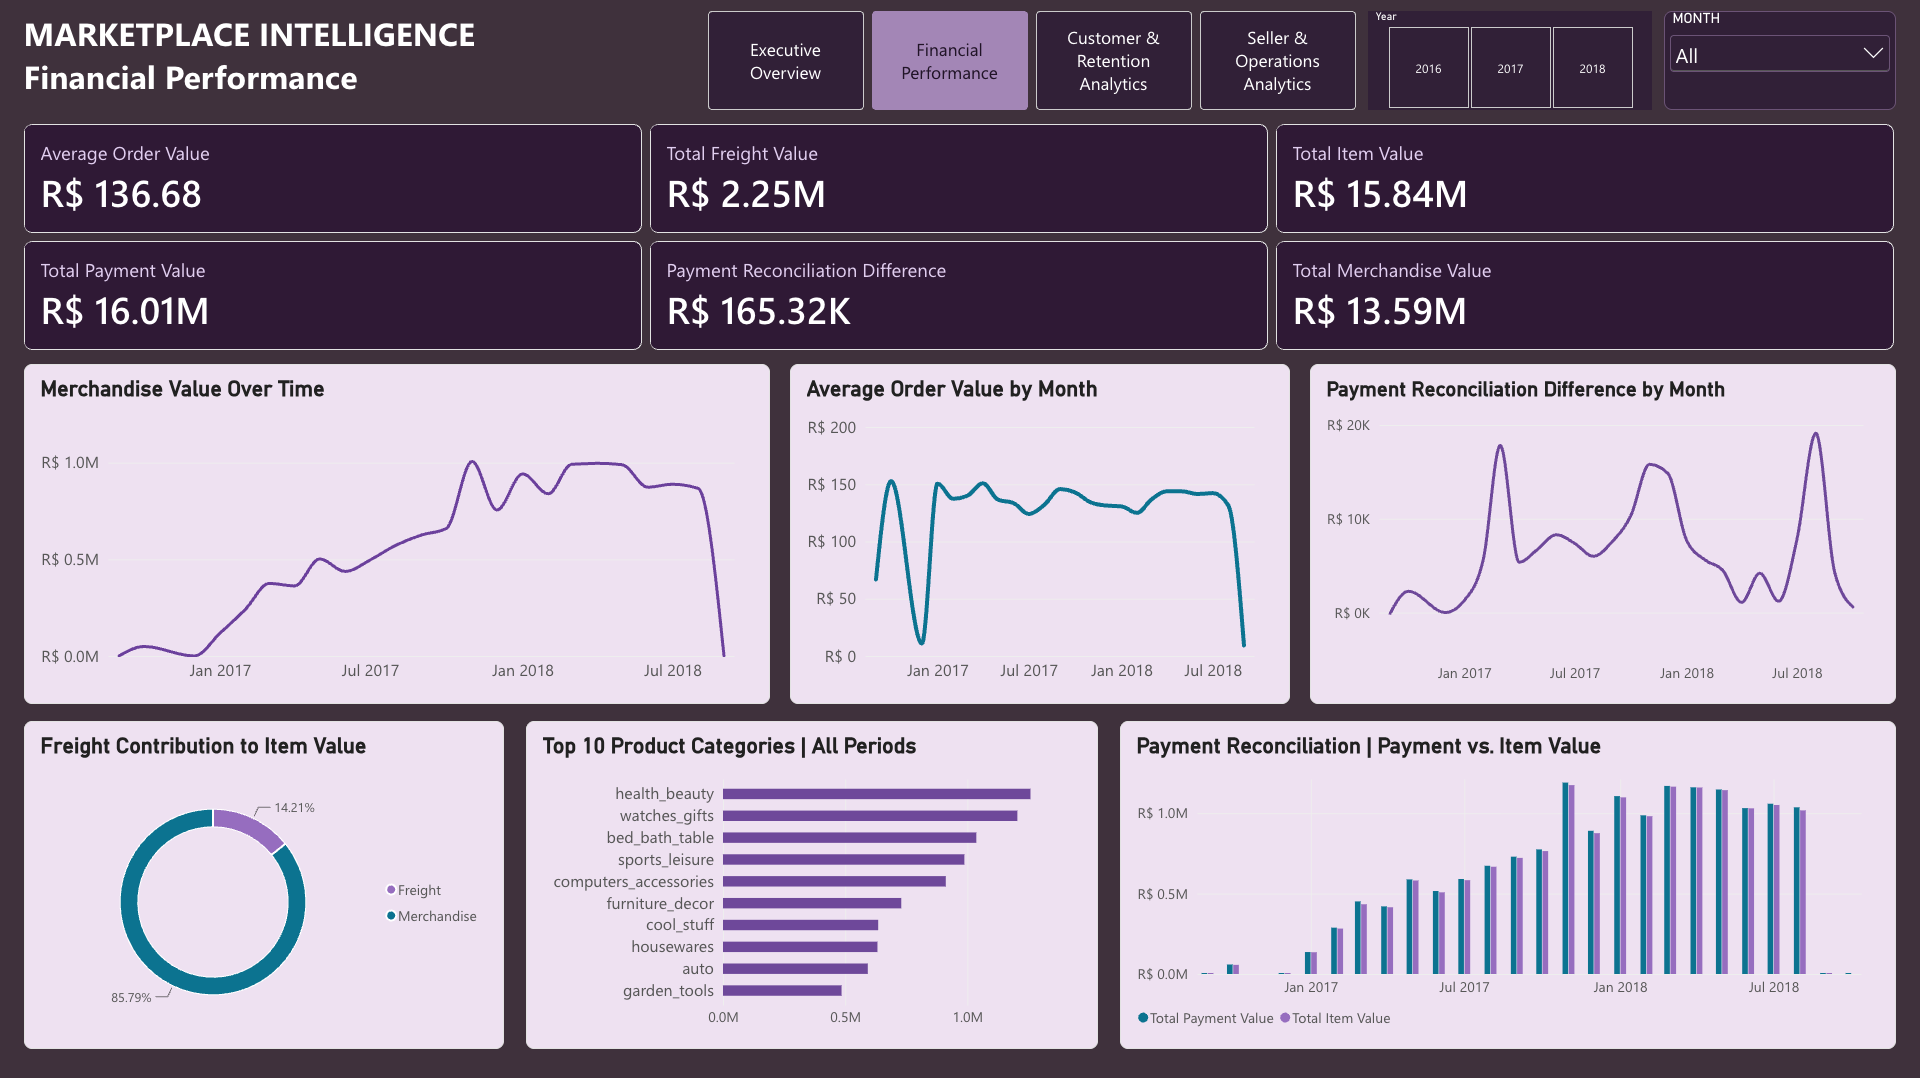 MARKETPLACE INTELLIGENCE
Financial Performance
Executive
Overview
Financial
Performance
Customer &
Retention
Analytics
Seller &
Operations
Analytics
Year
2016
2017
2018
MONTH
All
Average Order Value
R$ 136.68
Total Freight Value
R$ 2.25M
Total Item Value
R$ 15.84M
Total Payment Value
R$ 16.01M
Payment Reconciliation Difference
R$ 165.32K
Total Merchandise Value
R$ 13.59M
Merchandise Value Over Time
R$ 1.0M
R$ 0.5M
R$ 0.0M
Jan 2017
Jul 2017
Jan 2018
Jul 2018
Average Order Value by Month
R$ 200
R$ 150
R$ 100
R$ 50
R$ 0
Jan 2017
Jul 2017
Jan 2018
Jul 2018
Payment Reconciliation Difference by Month
R$ 20K
R$ 10K
R$ 0K
Jan 2017
Jul 2017
Jan 2018
Jul 2018
Freight Contribution to Item Value
14.21%
85.79%
Freight
Merchandise
Top 10 Product Categories | All Periods
health_beauty
watches_gifts
bed_bath_table
sports_leisure
computers_accessories
furniture_decor
cool_stuff
housewares
auto
garden_tools
0.0M
0.5M
1.0M
Payment Reconciliation | Payment vs. Item Value
R$ 1.0M
R$ 0.5M
R$ 0.0M
Jan 2017
Jul 2017
Jan 2018
Jul 2018
Total Payment Value
Total Item Value